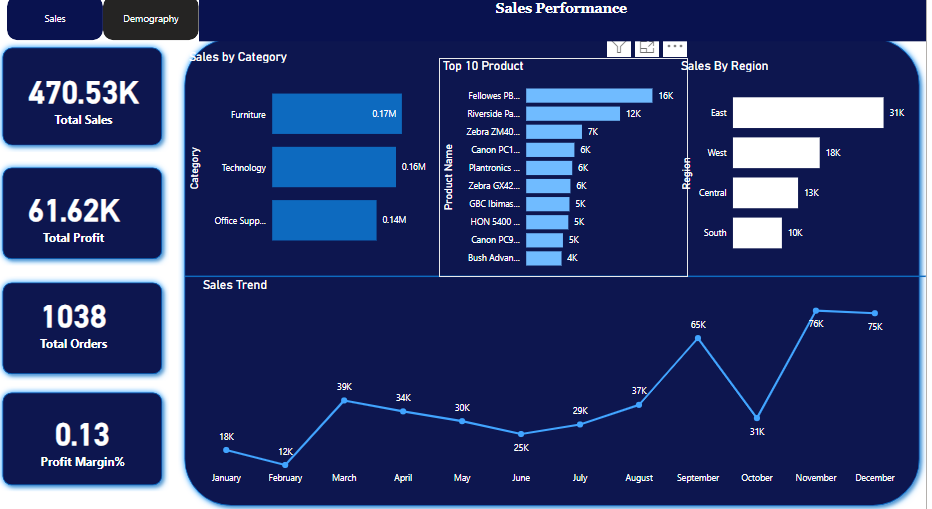 Sales
Demography
Sales Performance
470.53K
Total Sales
61.62K
Total Profit
1038
Total Orders
0.13
Profit Margin%
Sales by Category
Category
Furniture
0.17M
Technology
0.16M
Office Supp...
0.14M
Top 10 Product
Product Name
Fellowes PB...
16K
Riverside Pa...
12K
Zebra ZM40...
7K
Canon PC1...
6K
Plantronics ...
6K
Zebra GX42...
6K
GBC Ibimas...
5K
HON 5400 ...
5K
Canon PC9...
5K
Bush Advan...
4K
Sales By Region
Region
East
31K
West
18K
Central
13K
South
10K
Sales Trend
18K
12K
39K
34K
30K
25K
29K
37K
65K
31K
76K
75K
January
February
March
April
May
June
July
August
September
October
November
December